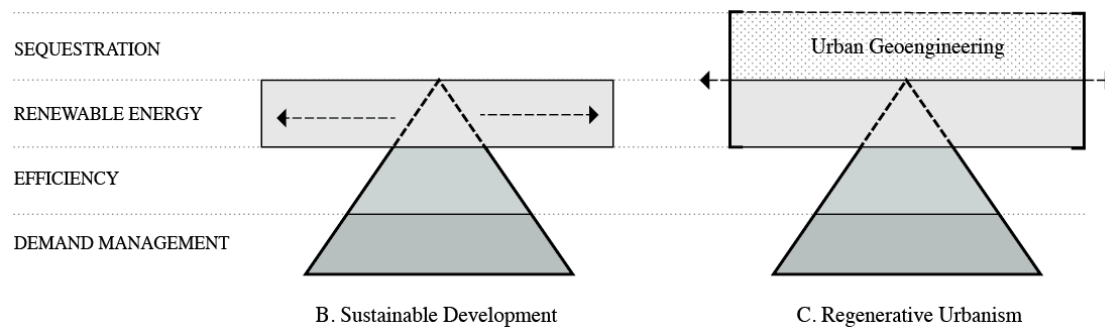 SEQUESTRATION
Urban Geoengineering
RENEWABLE ENERGY
EFFICIENCY
DEMAND MANAGEMENT
B. Sustainable Development
C. Regenerative Urbanism